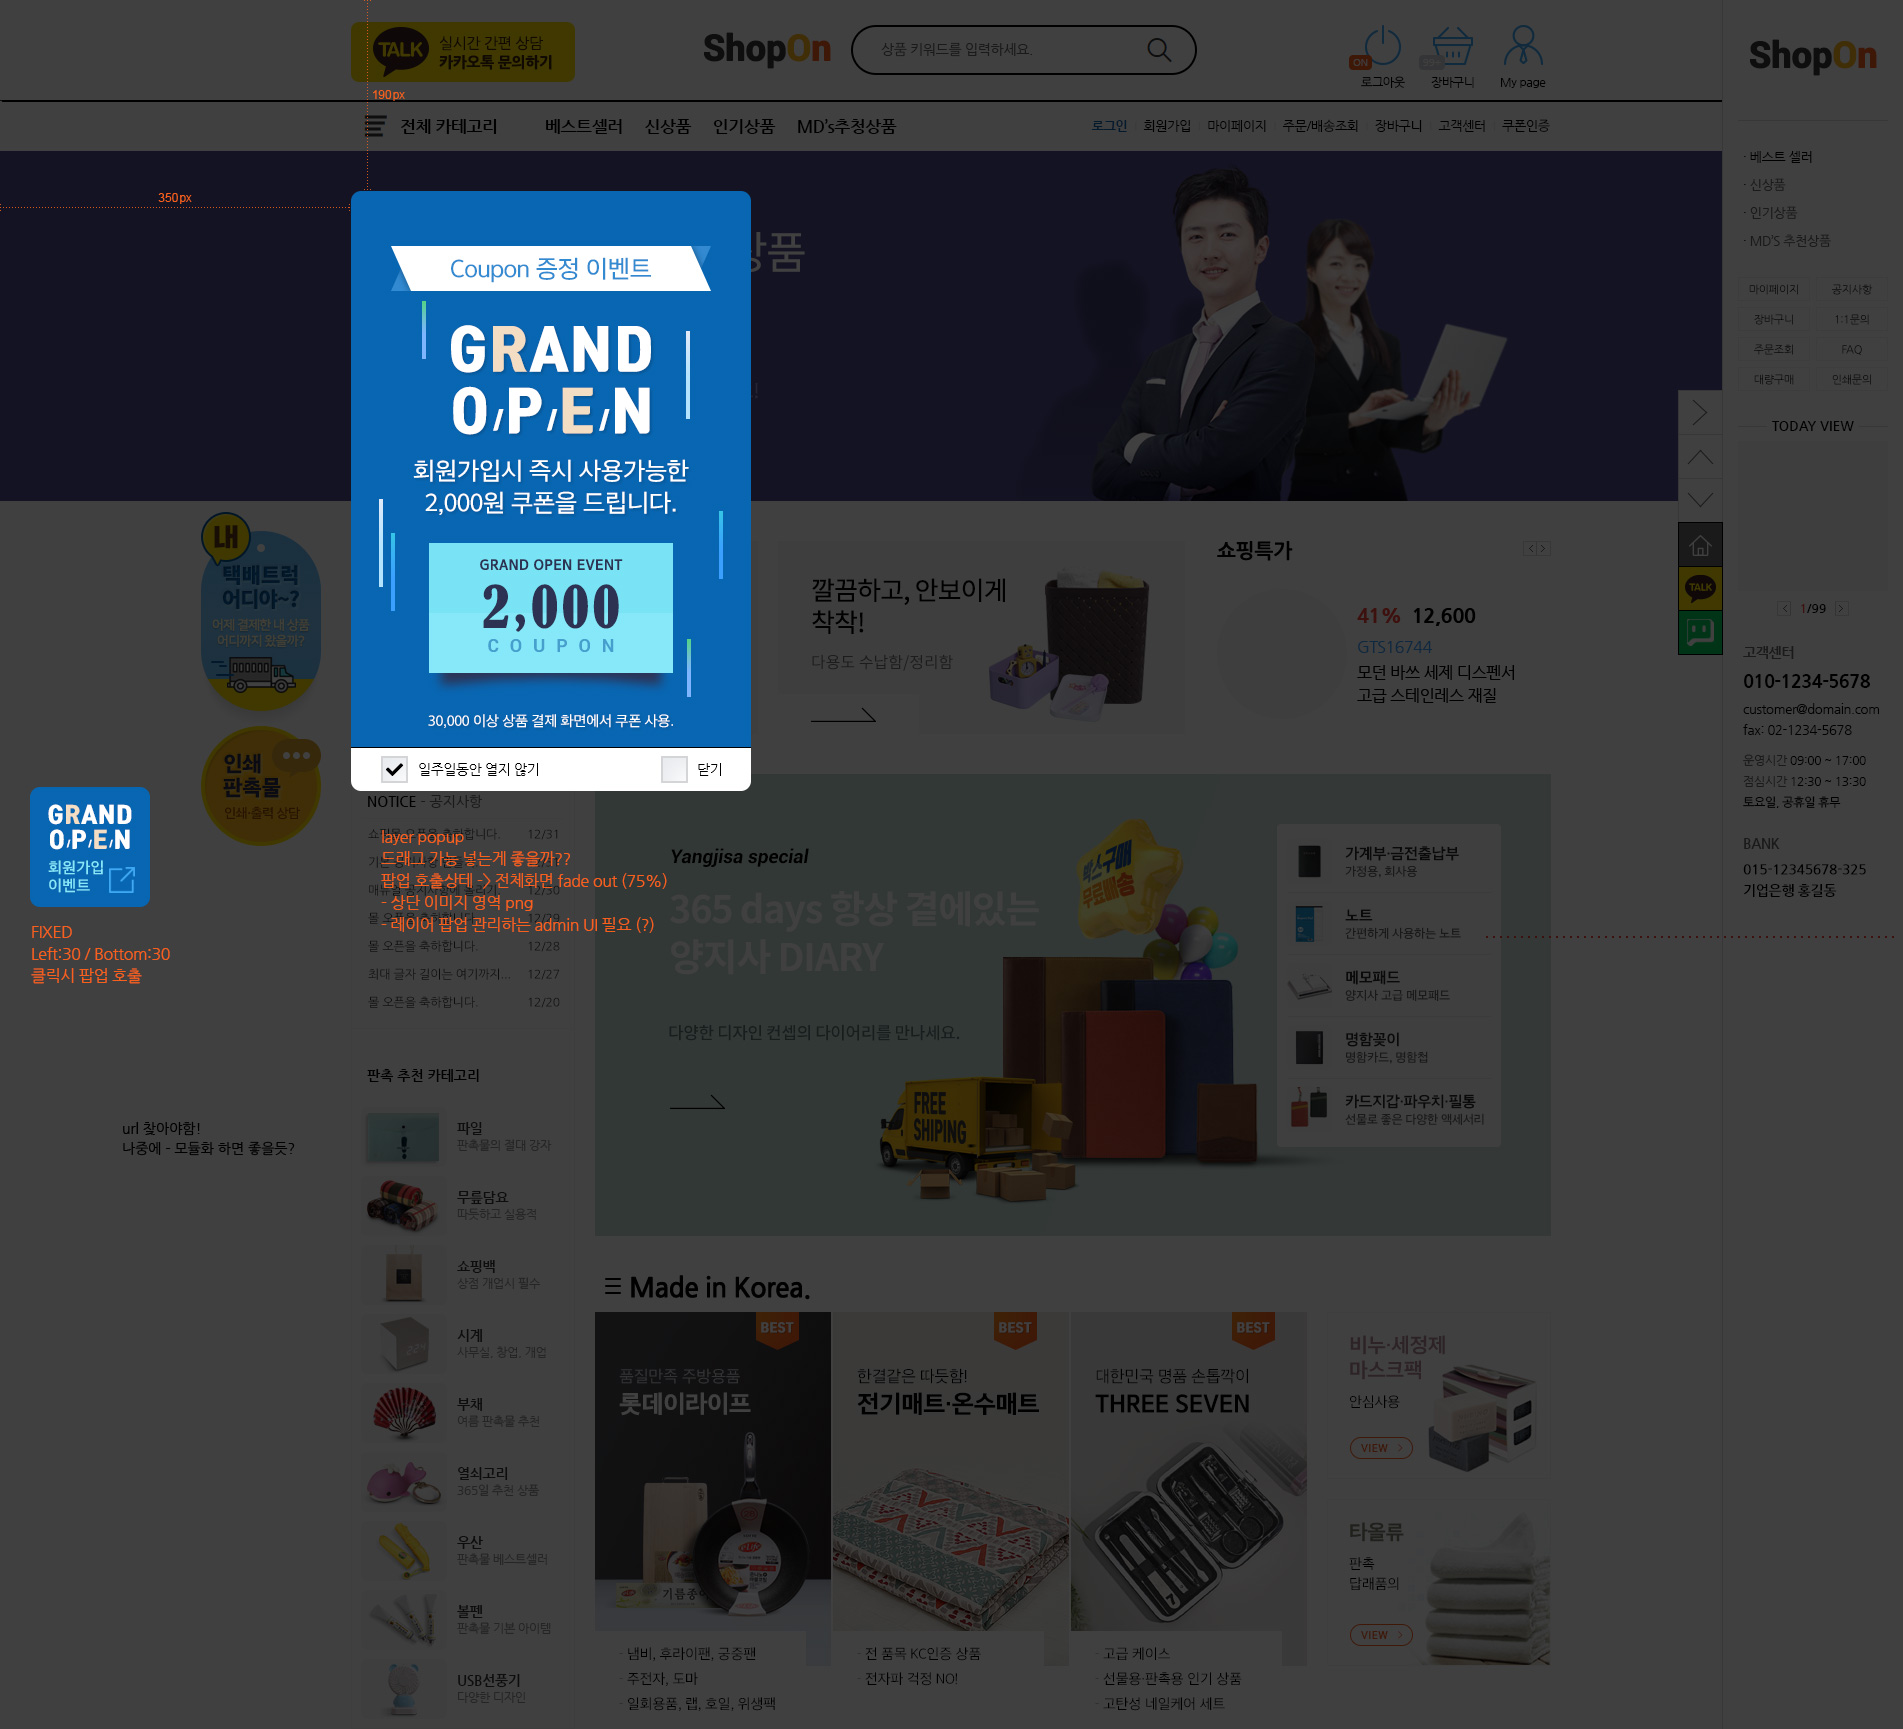 TALK
실시간 간편 상담
카카오톡 문의하기
ShopOn
상품 키워드를 입력하세요.
ON
로그아웃
장바구니
My page
ShopOn
190px
전체 카테고리
베스트셀러
신상품
인기상품
MD's추청상품
로그인
회원가입
마이페이지
주문/배송조회
장바구니
고객센터
쿠폰인증
350px
상품
Coupon 증정 이벤트
GRAND
O/P/E/N
회원가입시 즉시 사용가능한
2,000원 쿠폰을 드립니다.
GRAND OPEN EVENT
2,000
COUPON
30,000 이상 상품 결제 화면에서 쿠폰 사용.
일주일동안 열지 않기
닫기
· 베스트 셀러
· 신상품
· 인기상품
· MD'S 추천상품
마이페이지
공지사항
장바구니
1:1문의
주문조회
FAQ
대량구매
인쇄문의
TODAY VIEW
1/99
TALK
고객센터
010-1234-5678
customer@domain.com
fax: 02-1234-5678
운영시간 09:00 ~ 17:00
점심시간 12:30 ~ 13:30
토요일, 공휴일 휴무
BANK
015-12345678-325
기업은행 홍길동
내
택배트럭
어디야~?
어제 결제한 내 상품
어디까지 왔을까?
인쇄
판촉물
인쇄·출력 상담
GRAND
O/P/E/N
회원가입
이벤트
FIXED
Left:30 / Bottom:30
클릭시 팝업 호출
url 찾아야함!
나중에 - 모듈화 하면 좋을듯?
깔끔하고, 안보이게
착착!
다용도 수납함/정리함
쇼핑특가
41% 12,600
GTS16744
모던 바쓰 세제 디스펜서
고급 스테인레스 재질
NOTICE - 공지사항
12/31
layer popup
드래그 가능 넣는게 좋을까??
팝업 호출상테 -> 전체화면 fade out (75%)
12/30
- 상단 이미지 영역 png
12/29
- 레이어 팝업 관리하는 admin UI 필요 (?)
몰 오픈을 축하합니다. 12/28
최대 글자 길이는 여기까지... 12/27
몰 오픈을 축하합니다. 12/20
Yangjisa special
365 days 항상 곁에있는
양지사 DIARY
다양한 디자인 컨셉의 다이어리를 만나세요.
박스구매
무료배송
FREE
SHIPING
가계부·금전출납부
가정용, 회사용
노트
간편하게 사용하는 노트
메모패드
양지사 고급 메모패드
명함꽂이
명함카드, 명함첩
카드지갑·파우치·필통
선물로 좋은 다양한 액세서리
판촉 추천 카테고리
파일
판촉물의 절대 강자
무릎담요
따듯하고 실용적
쇼핑백
상점 개업시 필수
시계
사무실, 창업, 개업
부채
여름 판촉물 추천
열쇠고리
365일 추천 상품
우산
판촉물 베스트셀러
볼펜
판촉물 기본 아이템
USB선풍기
다양한 디자인
Made in Korea.
BEST
품질만족 주방용품
롯데이라이프
· 냄비, 후라이팬, 궁중팬
· 주전자, 도마
· 일회용품, 랩, 호일, 위생팩
BEST
한결같은 따듯함!
전기매트·온수매트
· 전 품목 KC인증 상품
· 전자파 걱정 NO!
BEST
대한민국 명품 손톱깍이
THREE SEVEN
· 고급 케이스
· 선물용·판촉용 인기 상품
· 고탄성 네일케어 세트
비누·세정제
마스크팩
안심사용
VIEW
타올류
판촉
답례품의
VIEW